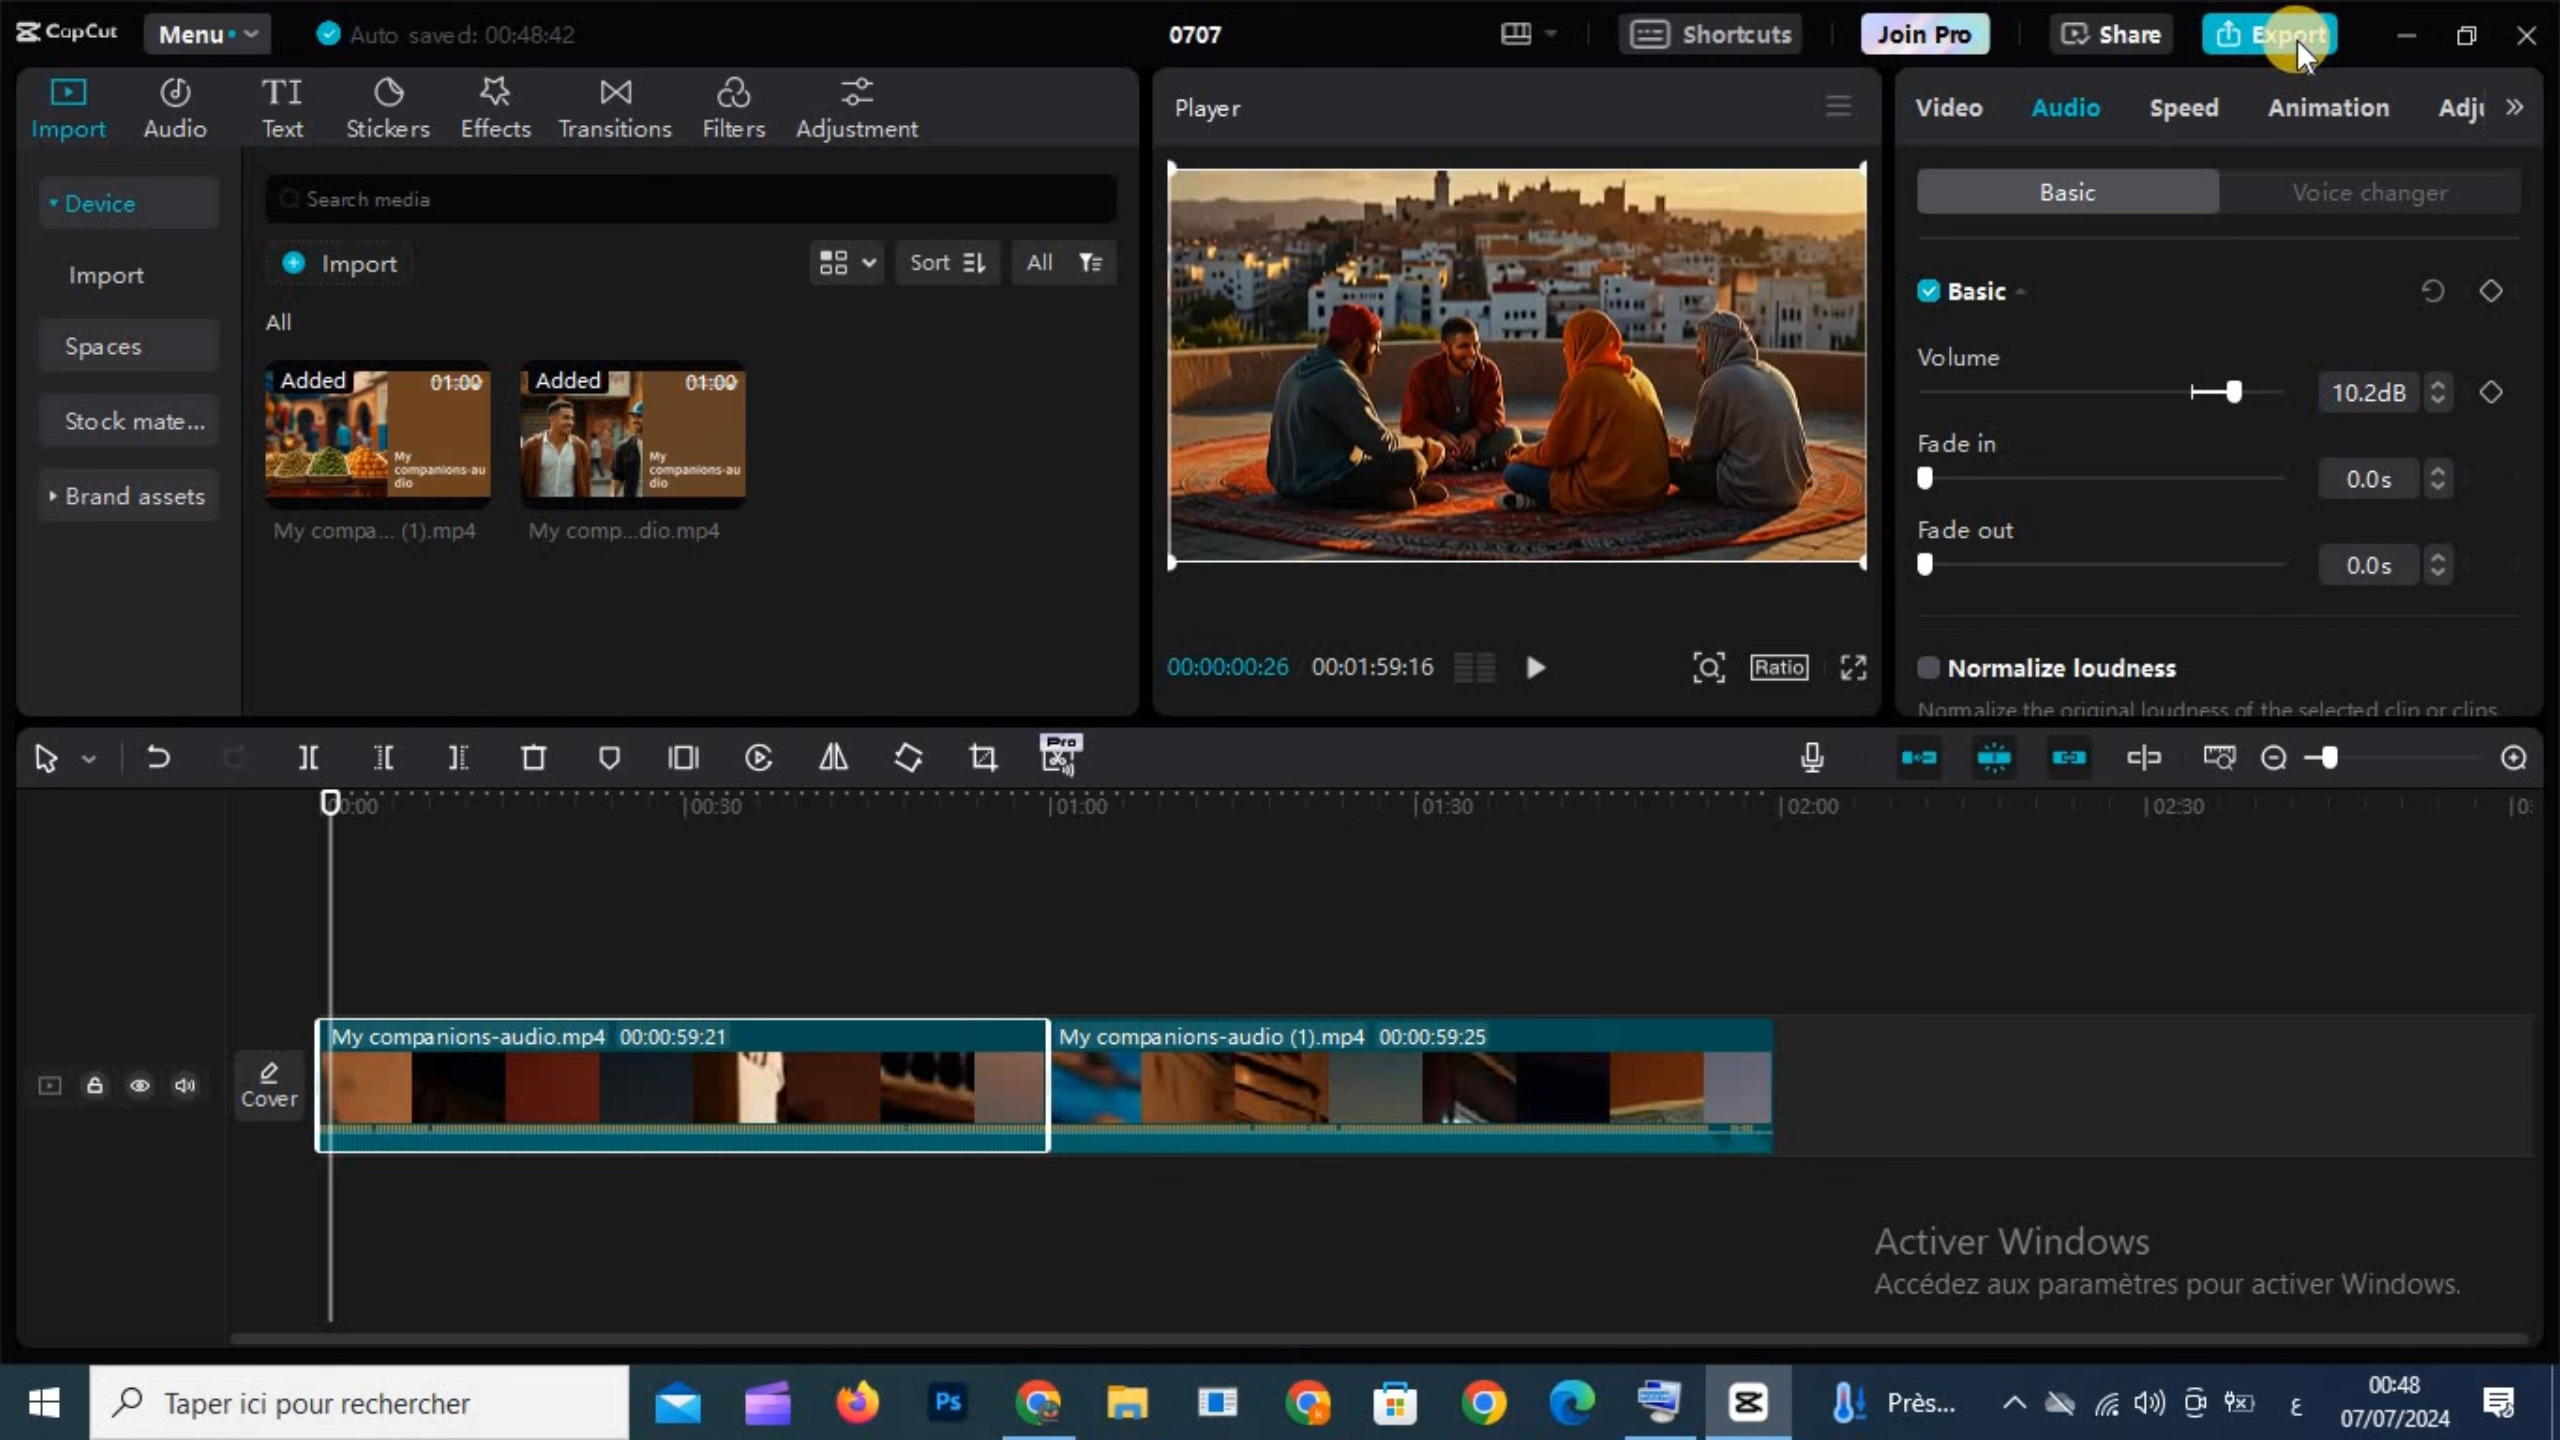 CapCut Menu Auto saved: 00:48:42 0707 Shortcuts Join Pro Share Export
Import Audio Text Stickers Effects Transitions Filters Adjustment
Device
Import
Spaces
Stock mate...
Brand assets
Search media
Import Sort All
All
Added 01:00
My companions-au
dio
My compa... (1).mp4
Added 01:00
My companions-au
dio
My comp...dio.mp4
Player
00:00:00:26 00:01:59:16 Ratio
Video Audio Speed Animation Adju
Basic Voice changer
Basic
Volume
10.2dB
Fade in
0.0s
Fade out
0.0s
Normalize loudness
Normalize the original loudness of the selected clip or clips
Pro
00:00 00:30 01:00 01:30 02:00 02:30
Cover
My companions-audio.mp4 00:00:59:21
My companions-audio (1).mp4 00:00:59:25
Activer Windows
Accédez aux paramètres pour activer Windows.
Taper ici pour rechercher
Ps
Près...
ع
00:48
07/07/2024